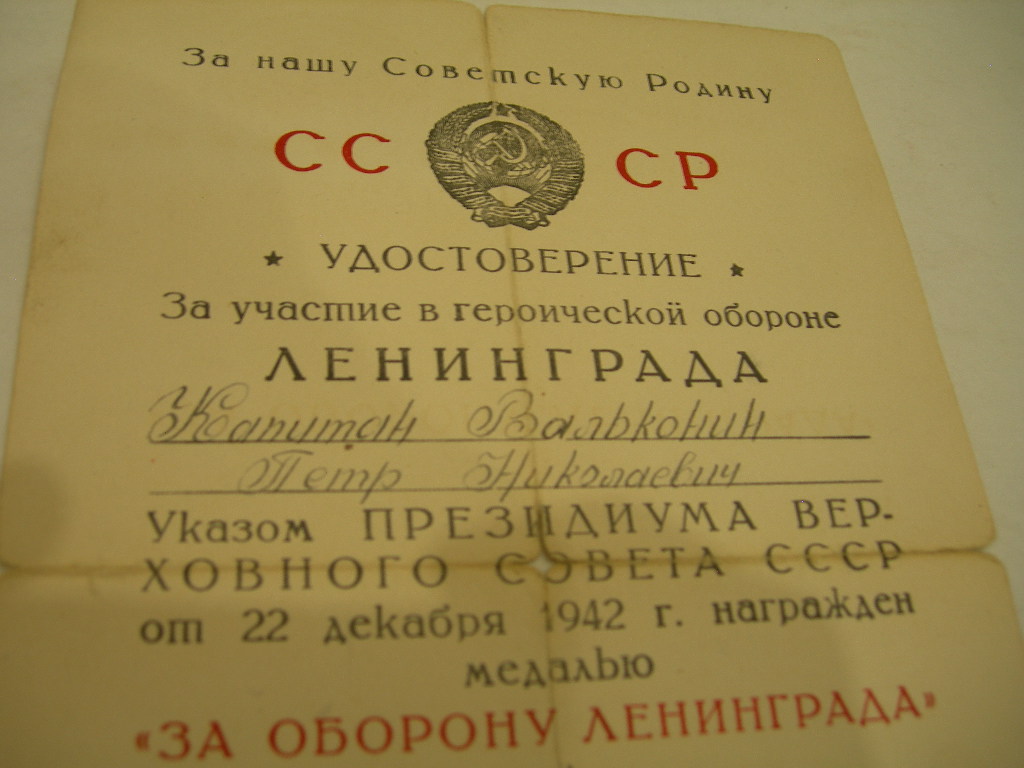 За нашу Советскую Родину
СС СР
★ УДОСТОВЕРЕНИЕ ★
За участие в героической обороне
ЛЕНИНГРАДА
Капитан Вальконин
Петр Николаевич
Указом ПРЕЗИДИУМА ВЕР-
ХОВНОГО СОВЕТА СССР
от 22 декабря 1942 г. награжден
медалью
«ЗА ОБОРОНУ ЛЕНИНГРАДА»